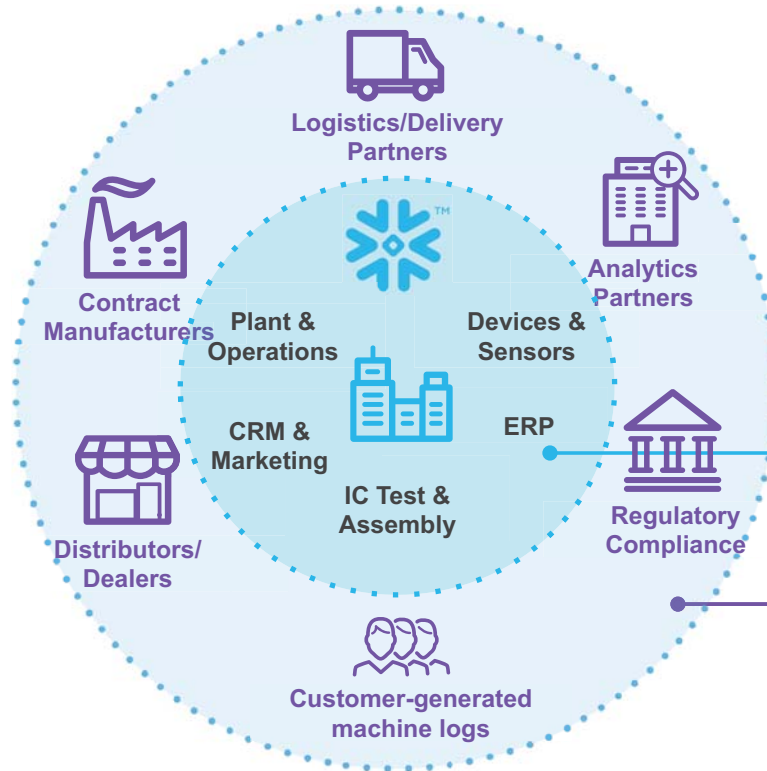 Logistics/Delivery
Partners
TM
Analytics
Partners
Contract
Manufacturers
Plant &
Operations
Devices &
Sensors
CRM &
Marketing
ERP
IC Test &
Assembly
Distributors/
Dealers
Regulatory
Compliance
Customer-generated
machine logs